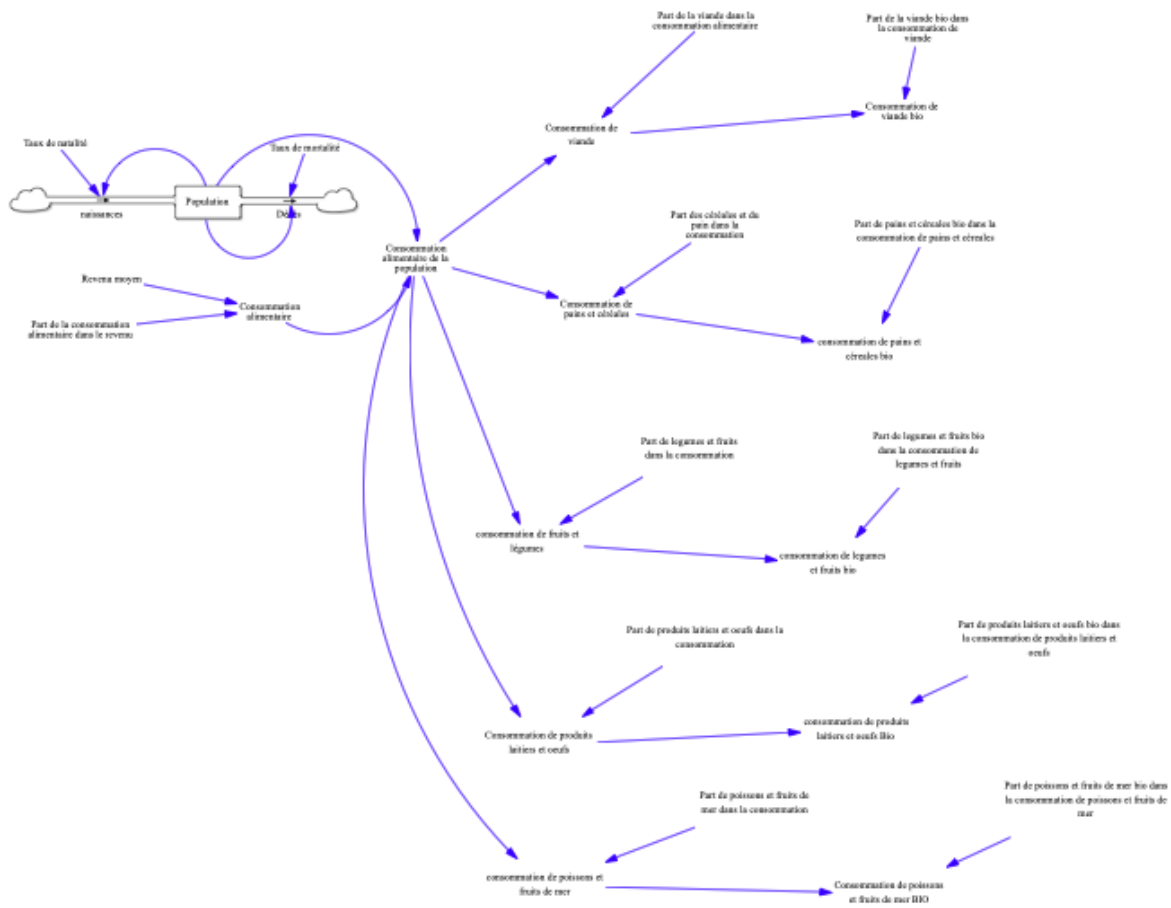 Part de la viande dans la
consommation alimentaire
Part de la viande bio dans
la consommation de
viande
Consommation de
viande
Consommation de
viande bio
Taux de natalité
Taux de mortalité
Population
naissances
Décès
Part des céréales et du
pain dans la
consommation
Part de pains et céreales bio dans la
consommation de pains et céreales
Consommation
alimentaire de la
population
Revenu moyen
Consommation
alimentaire
Part de la consommation
alimentaire dans le revenu
Consommation de
pains et céréales
consommation de pains et
céreales bio
Part de legumes et fruits
dans la consommation
Part de legumes et fruits bio
dans la consommation de
legumes et fruits
consommation de fruits et
légumes
consommation de legumes
et fruits bio
Part de produits laitiers et oeufs dans la
consommation
Part de produits laitiers et oeufs bio dans
la consommation de produits laitiers et
oeufs
Consommation de produits
laitiers et oeufs
consommation de produits
laitiers et oeufs Bio
Part de poissons et fruits de
mer dans la consommation
Part de poissons et fruits de mer bio dans
la consommation de poissons et fruits de
mer
consommation de poissons et
fruits de mer
Consommation de poissons
et fruits de mer BIO